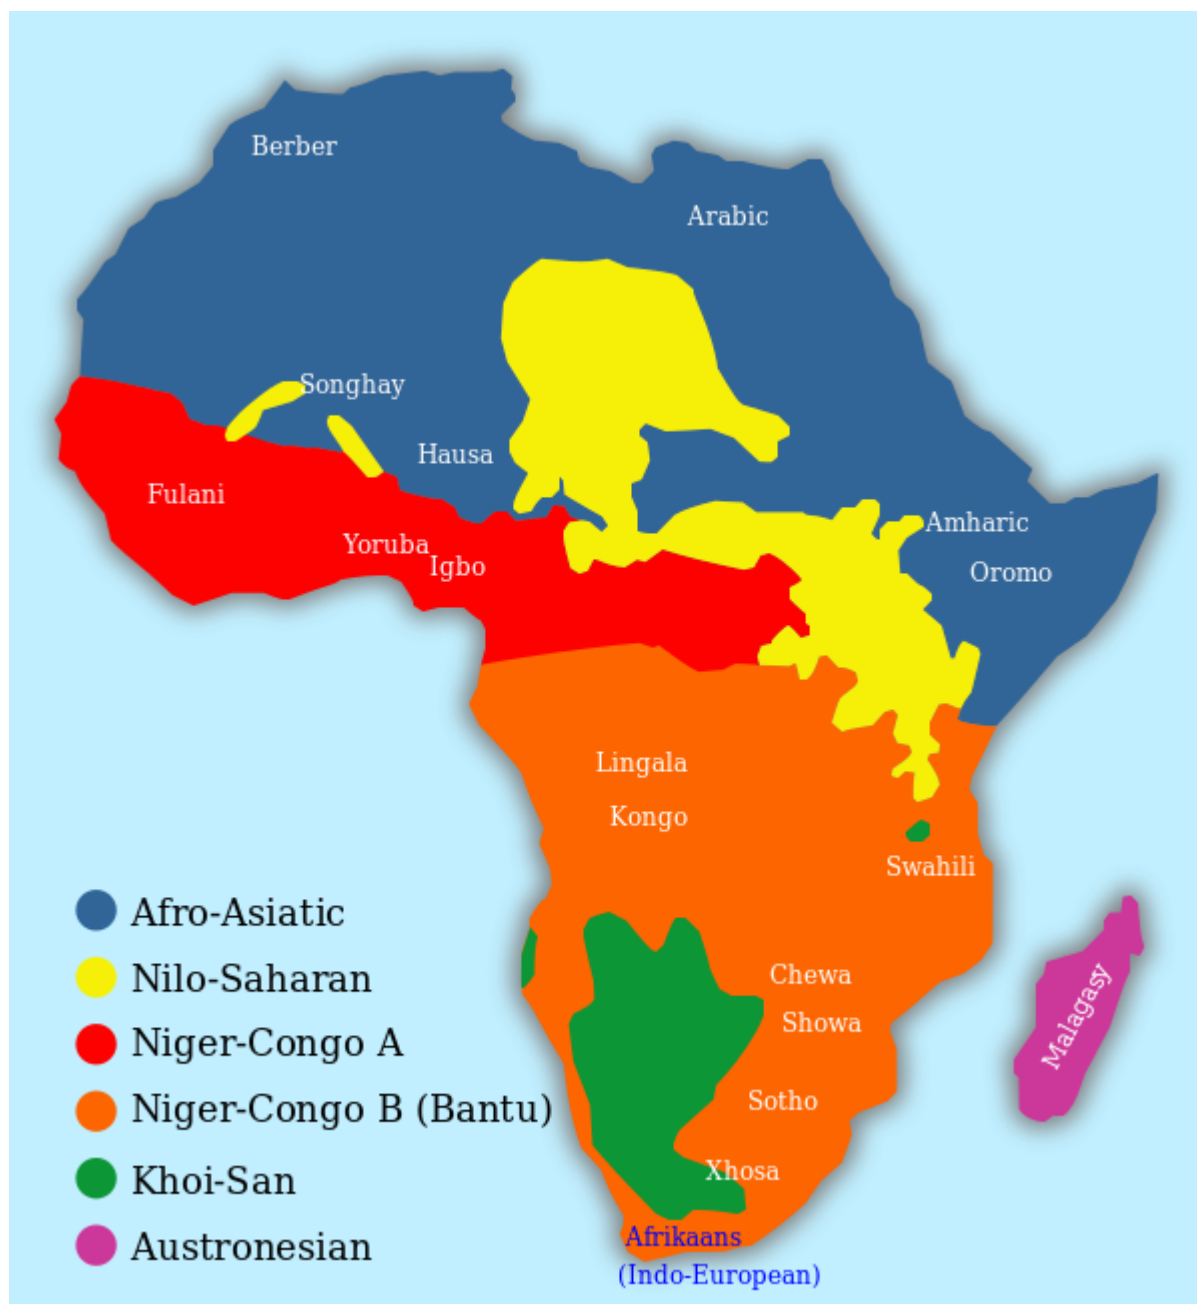 Berber
Arabic
Songhay
Hausa
Fulani
Amharic
Yoruba
Igbo
Oromo
Lingala
Kongo
Swahili
Afro-Asiatic
Nilo-Saharan
Chewa
Malagasy
Showa
Niger-Congo A
Sotho
Niger-Congo B (Bantu)
Xhosa
Khoi-San
Afrikaans
(Indo-European)
Austronesian